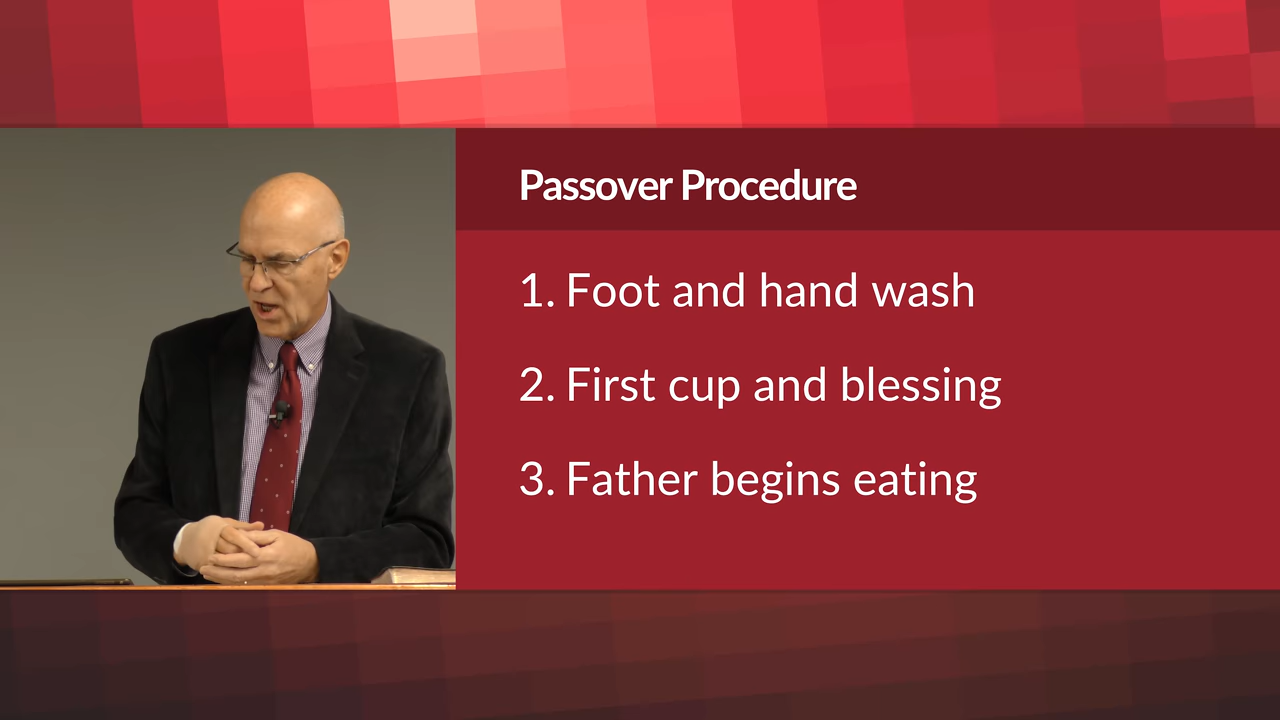 Passover Procedure
1. Foot and hand wash
2. First cup and blessing
3. Father begins eating